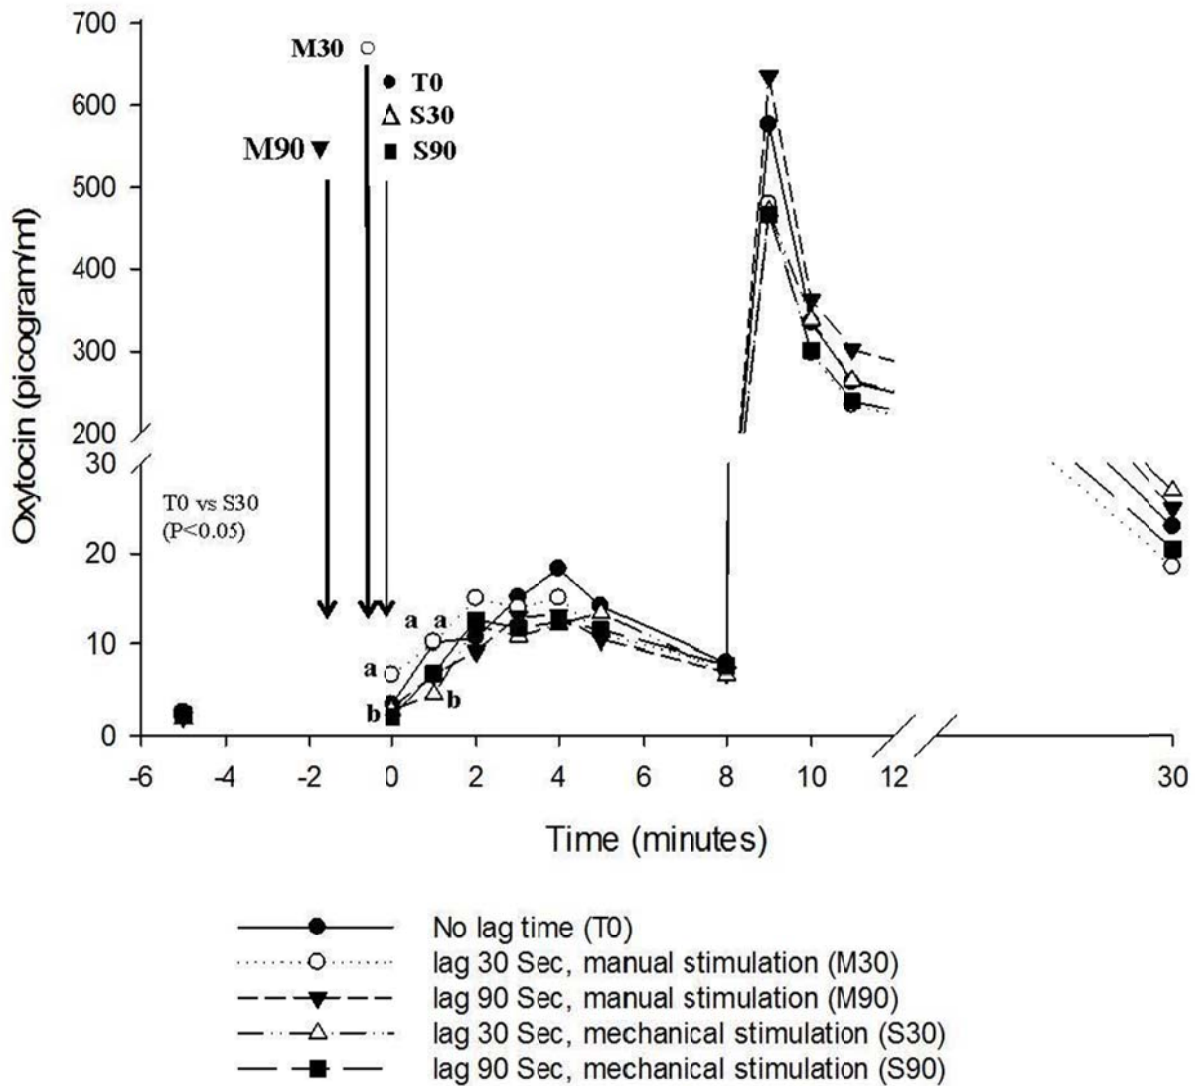 700
M30
T0
600
S30
M90
S90
500
400
300
200
30
T0 vs S30
(P<0.05)
20
a a
10
a
b
b
0
-6 -4 -2 0 2 4 6 8 10 12 30
Oxytocin (picogram/ml)
Time (minutes)
No lag time (T0)
lag 30 Sec, manual stimulation (M30)
lag 90 Sec, manual stimulation (M90)
lag 30 Sec, mechanical stimulation (S30)
lag 90 Sec, mechanical stimulation (S90)